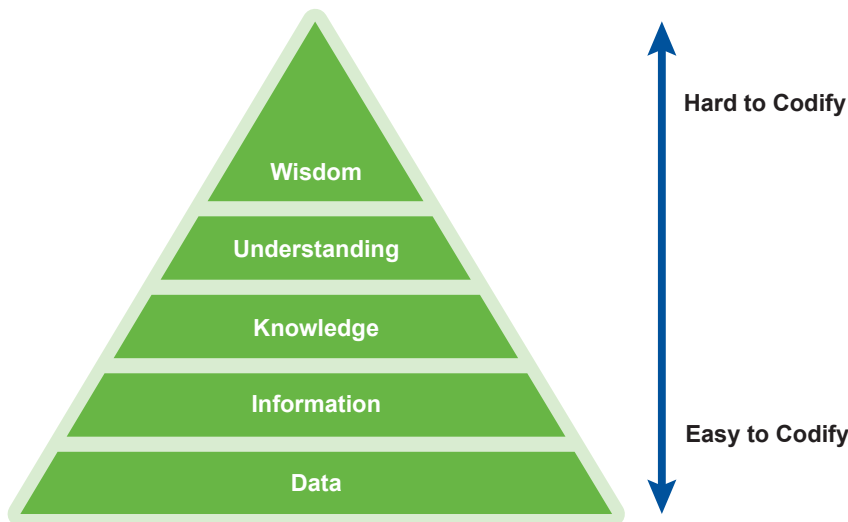 Hard to Codify
Wisdom
Understanding
Knowledge
Information
Easy to Codify
Data